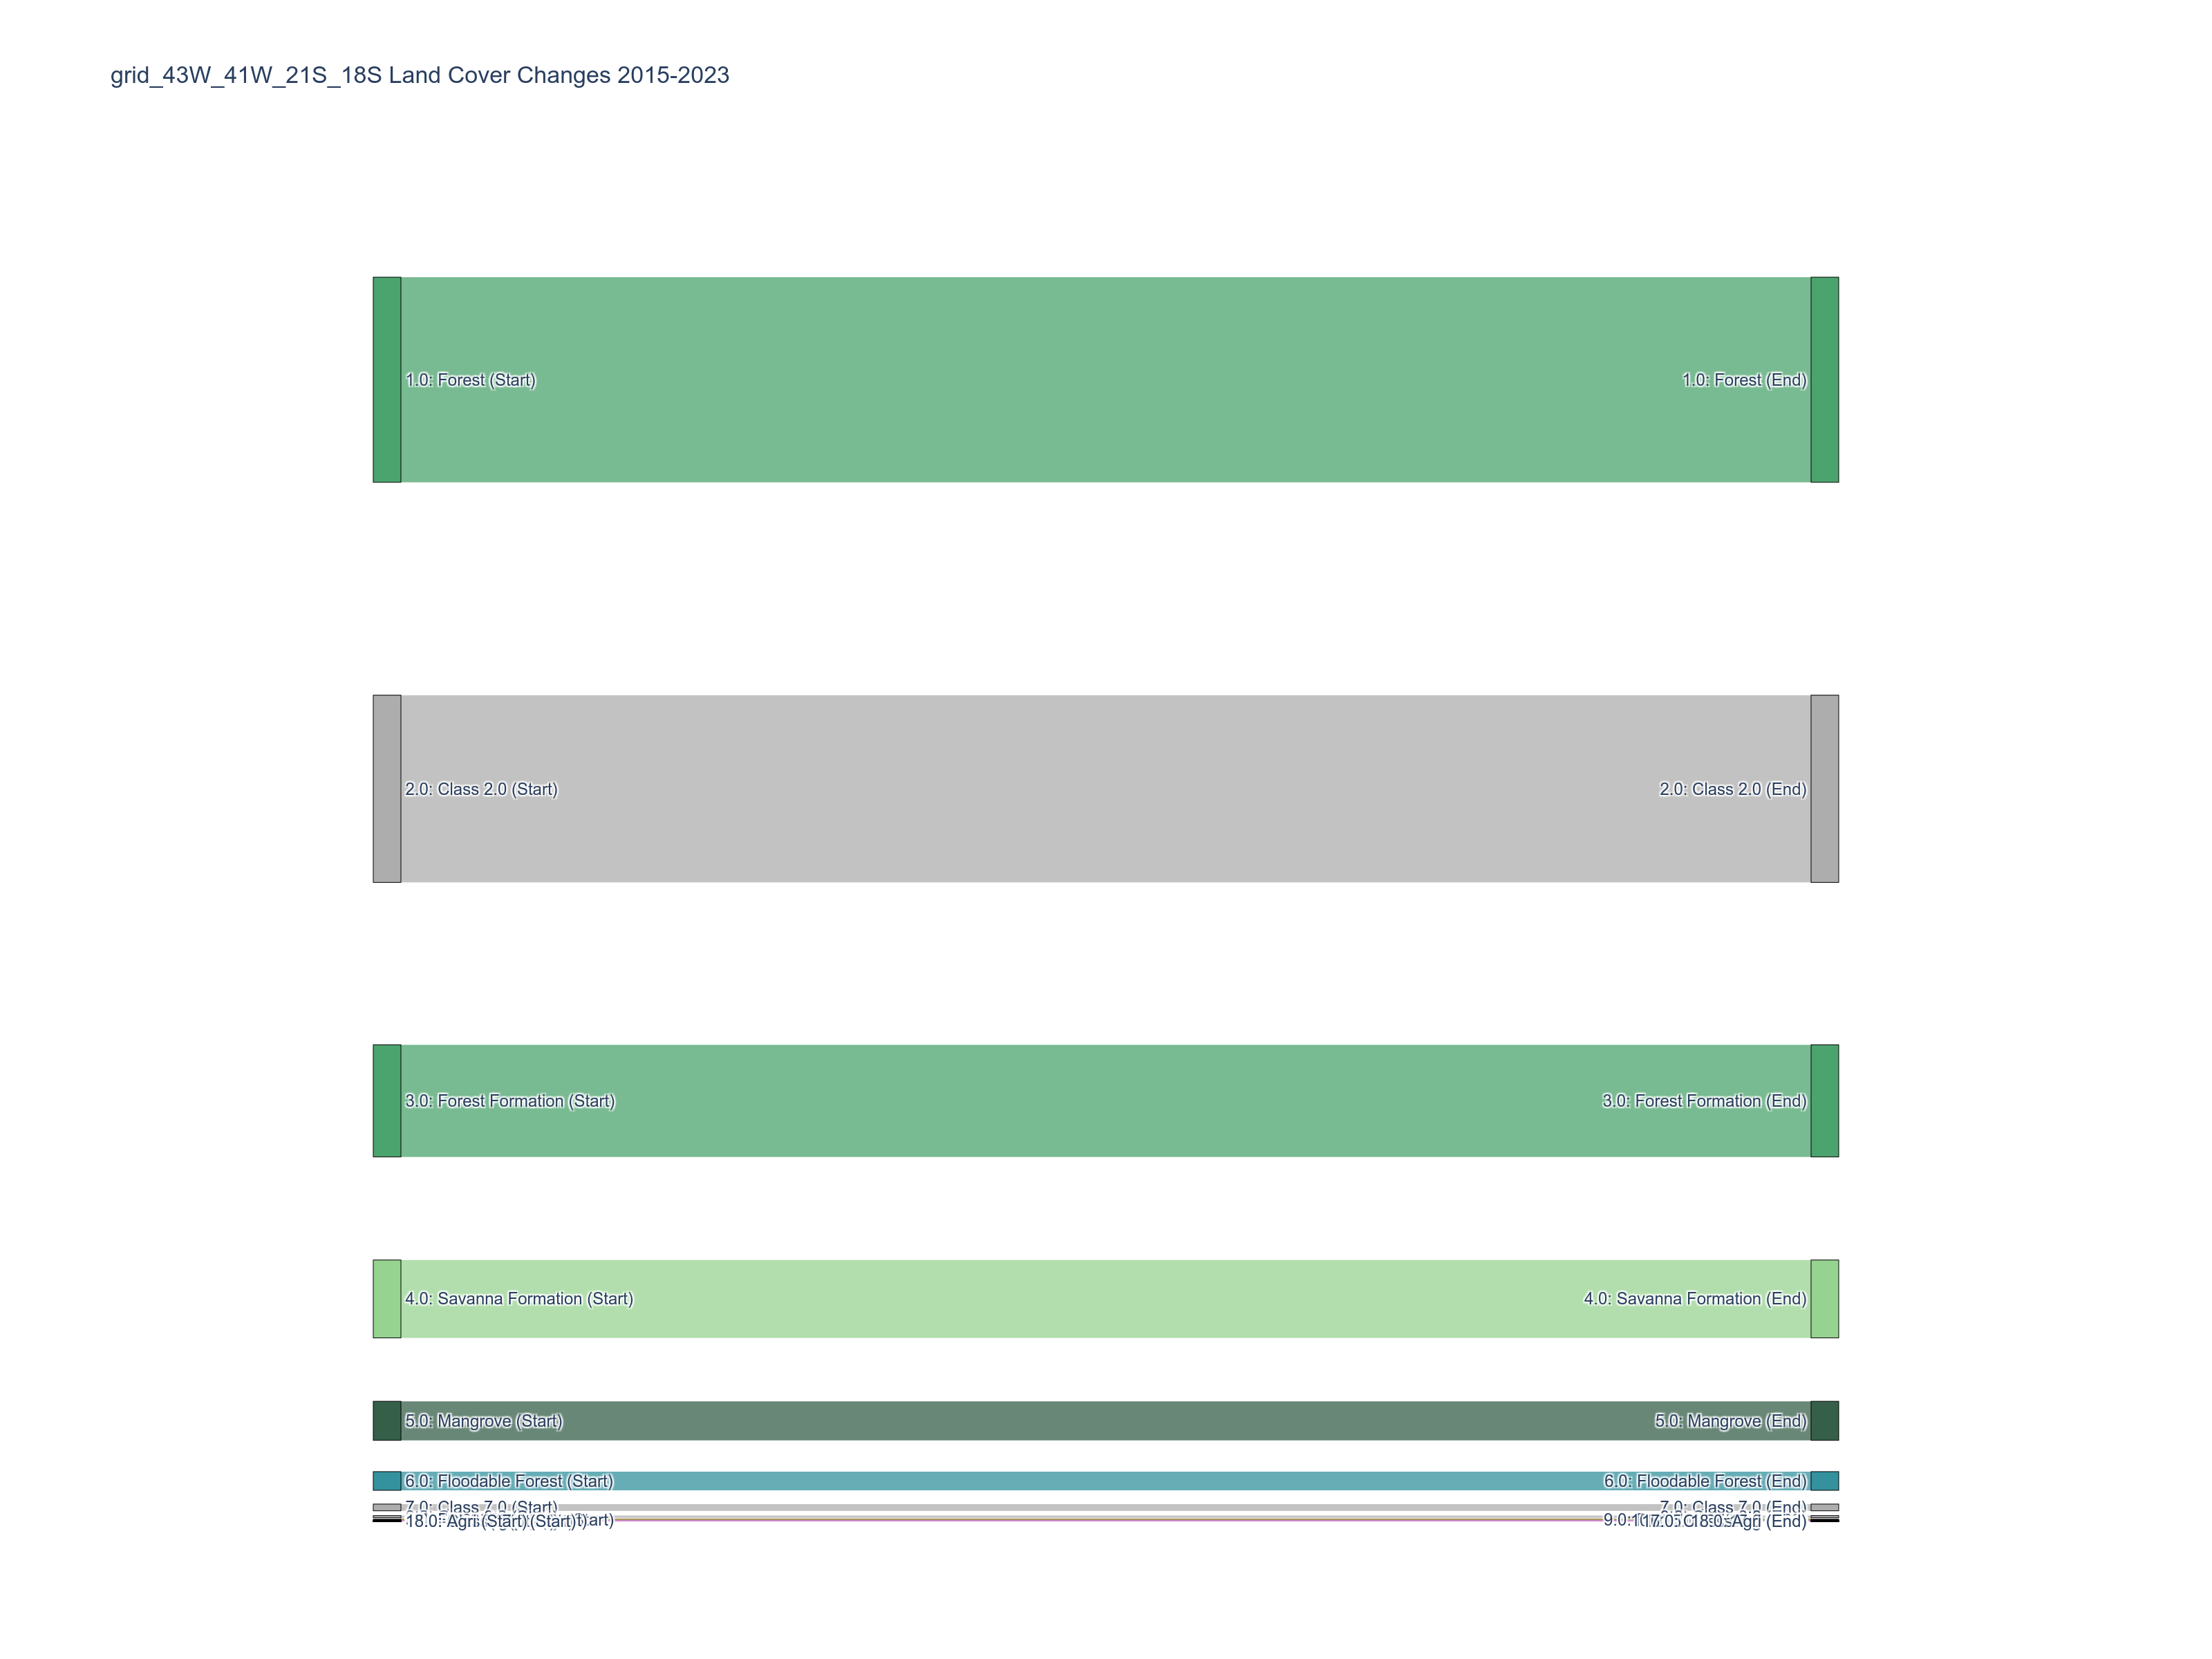 grid_43W_41W_21S_18S Land Cover Changes 2015-2023
1.0: Forest (Start)
1.0: Forest (End)
2.0: Class 2.0 (Start)
2.0: Class 2.0 (End)
3.0: Forest Formation (Start)
3.0: Forest Formation (End)
4.0: Savanna Formation (Start)
4.0: Savanna Formation (End)
5.0: Mangrove (Start)
5.0: Mangrove (End)
6.0: Floodable Forest (Start)
6.0: Floodable Forest (End)
7.0: Class 7.0 (Start)
7.0: Class 7.0 (End)
18.0: Agri (Start)
18.0: Agri (End)